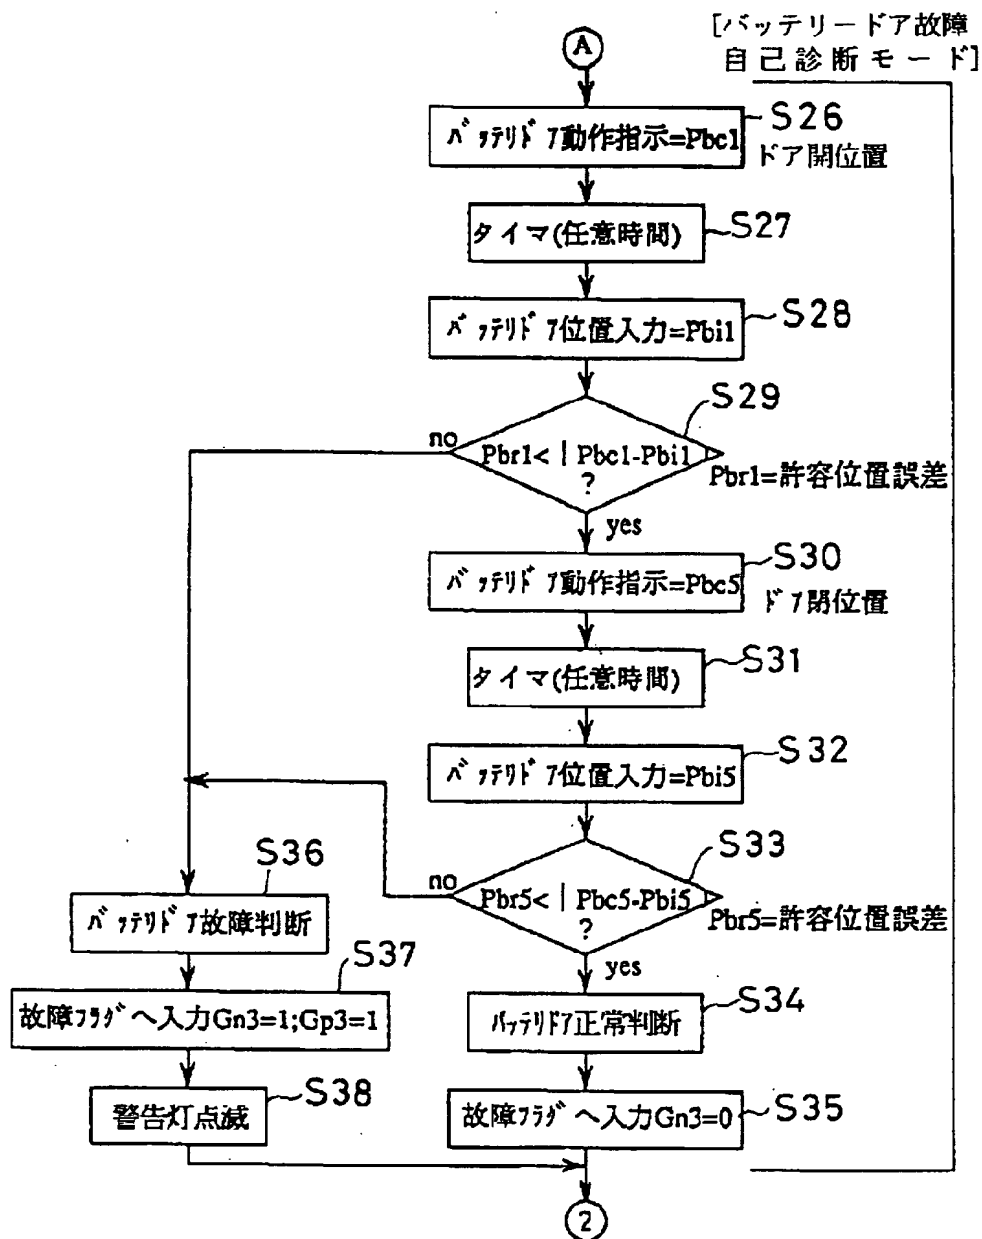 [バッテリードア故障
自己診断モード]
A
バッテリドア動作指示=Pbc1
S26
ドア開位置
タイマ(任意時間)
S27
バッテリドア位置入力=Pbi1
S28
S29
no
Pbr1<|Pbc1-Pbi1|
?
Pbr1=許容位置誤差
yes
バッテリドア動作指示=Pbc5
S30
ドア閉位置
タイマ(任意時間)
S31
バッテリドア位置入力=Pbi5
S32
S33
no
Pbr5<|Pbc5-Pbi5|
?
Pbr5=許容位置誤差
yes
S36
バッテリドア故障判断
S37
故障フラグへ入力Gn3=1;Gp3=1
S38
警告灯点滅
S34
バッテリドア正常判断
故障フラグへ入力Gn3=0
S35
2